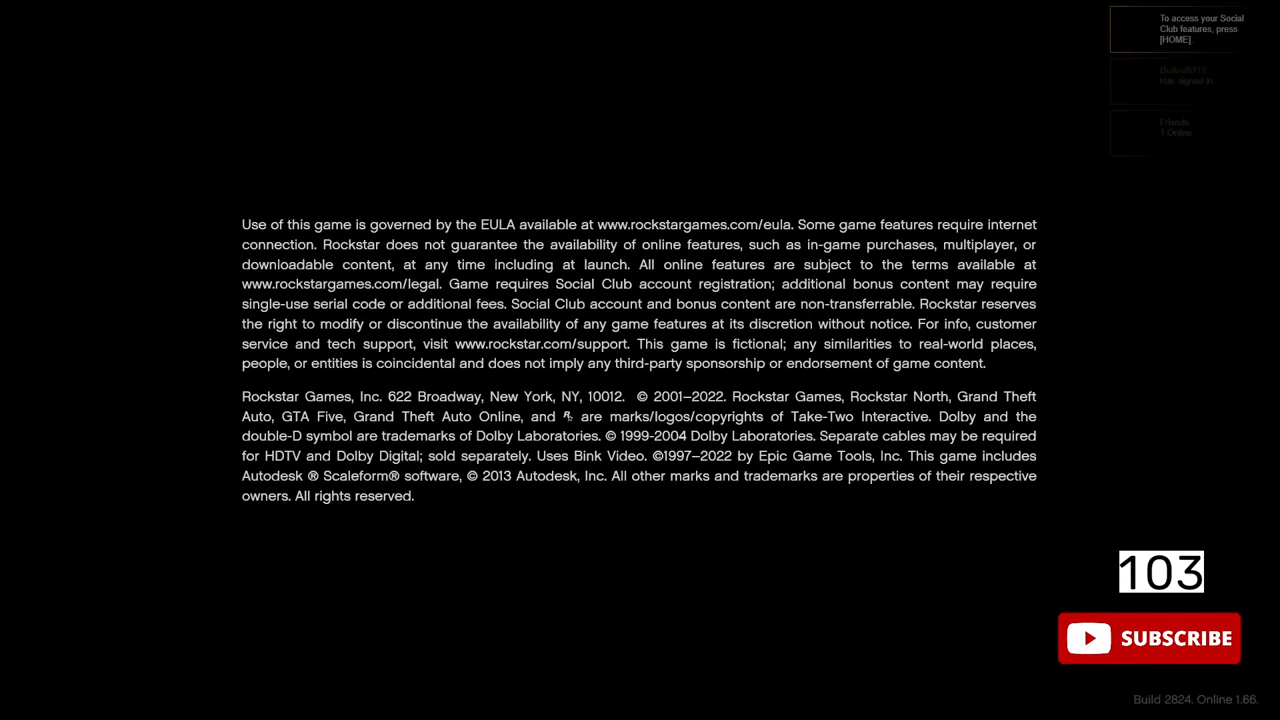 To access your Social
Club features, press
[HOME].
Has signed in
Friends
1 Online
Use of this game is governed by the EULA available at www.rockstargames.com/eula. Some game features require internet
connection. Rockstar does not guarantee the availability of online features, such as in-game purchases, multiplayer, or
downloadable content, at any time including at launch. All online features are subject to the terms available at
www.rockstargames.com/legal. Game requires Social Club account registration; additional bonus content may require
single-use serial code or additional fees. Social Club account and bonus content are non-transferrable. Rockstar reserves
the right to modify or discontinue the availability of any game features at its discretion without notice. For info, customer
service and tech support, visit www.rockstar.com/support. This game is fictional; any similarities to real-world places,
people, or entities is coincidental and does not imply any third-party sponsorship or endorsement of game content.
Rockstar Games, Inc. 622 Broadway, New York, NY, 10012. © 2001–2022. Rockstar Games, Rockstar North, Grand Theft
Auto, GTA Five, Grand Theft Auto Online, and R* are marks/logos/copyrights of Take-Two Interactive. Dolby and the
double-D symbol are trademarks of Dolby Laboratories. © 1999-2004 Dolby Laboratories. Separate cables may be required
for HDTV and Dolby Digital; sold separately. Uses Bink Video. ©1997–2022 by Epic Game Tools, Inc. This game includes
Autodesk ® Scaleform® software, © 2013 Autodesk, Inc. All other marks and trademarks are properties of their respective
owners. All rights reserved.
103
SUBSCRIBE
Build 2824. Online 1.66.